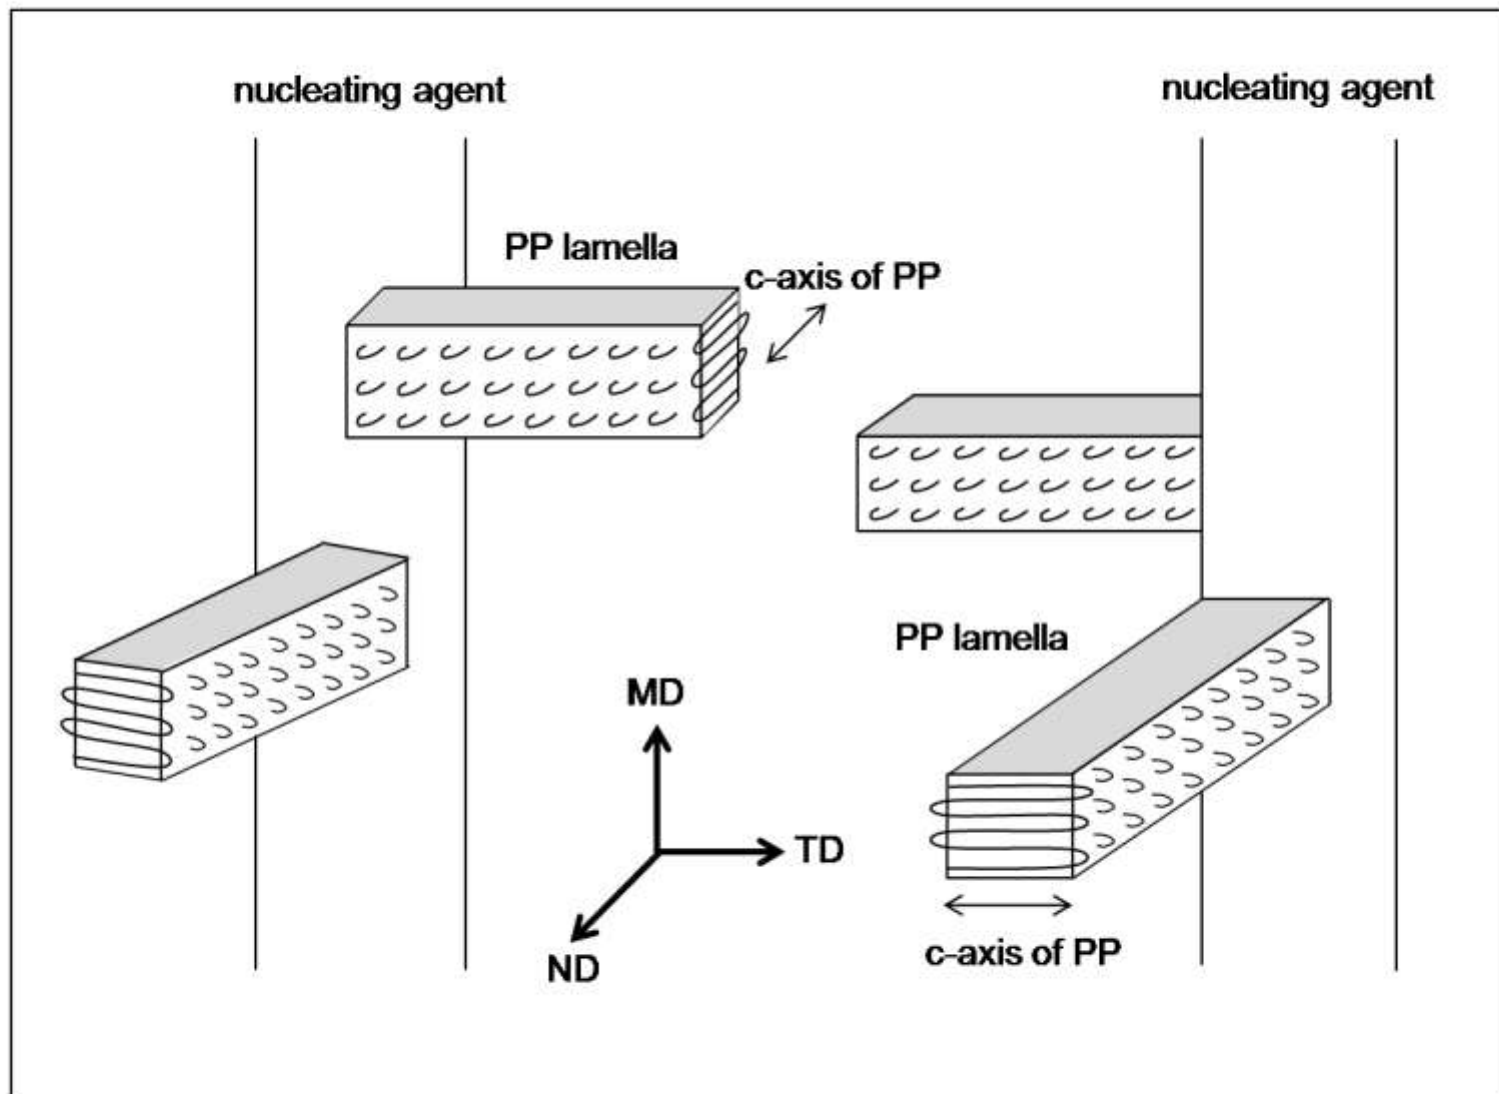 nucleating agent
nucleating agent
PP lamella
c-axis of PP
PP lamella
MD
TD
ND
c-axis of PP